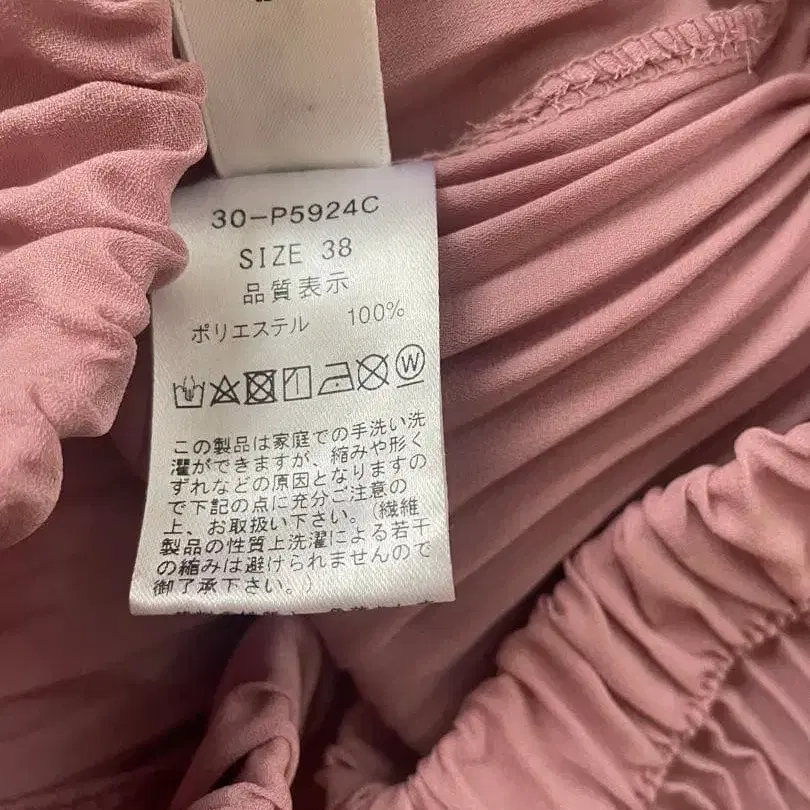 30-P5924C
SIZE 38
品質表示
ポリエステル 100%
W
この製品は家庭での手洗い洗
濯ができますが、縮みや形く
ずれなどの原因となりますの
で下記の点に充分ご注意の
上、お取扱い下さい。(繊維
製品の性質上洗濯による若干
の縮みは避けられませんので
御了承下さい。)